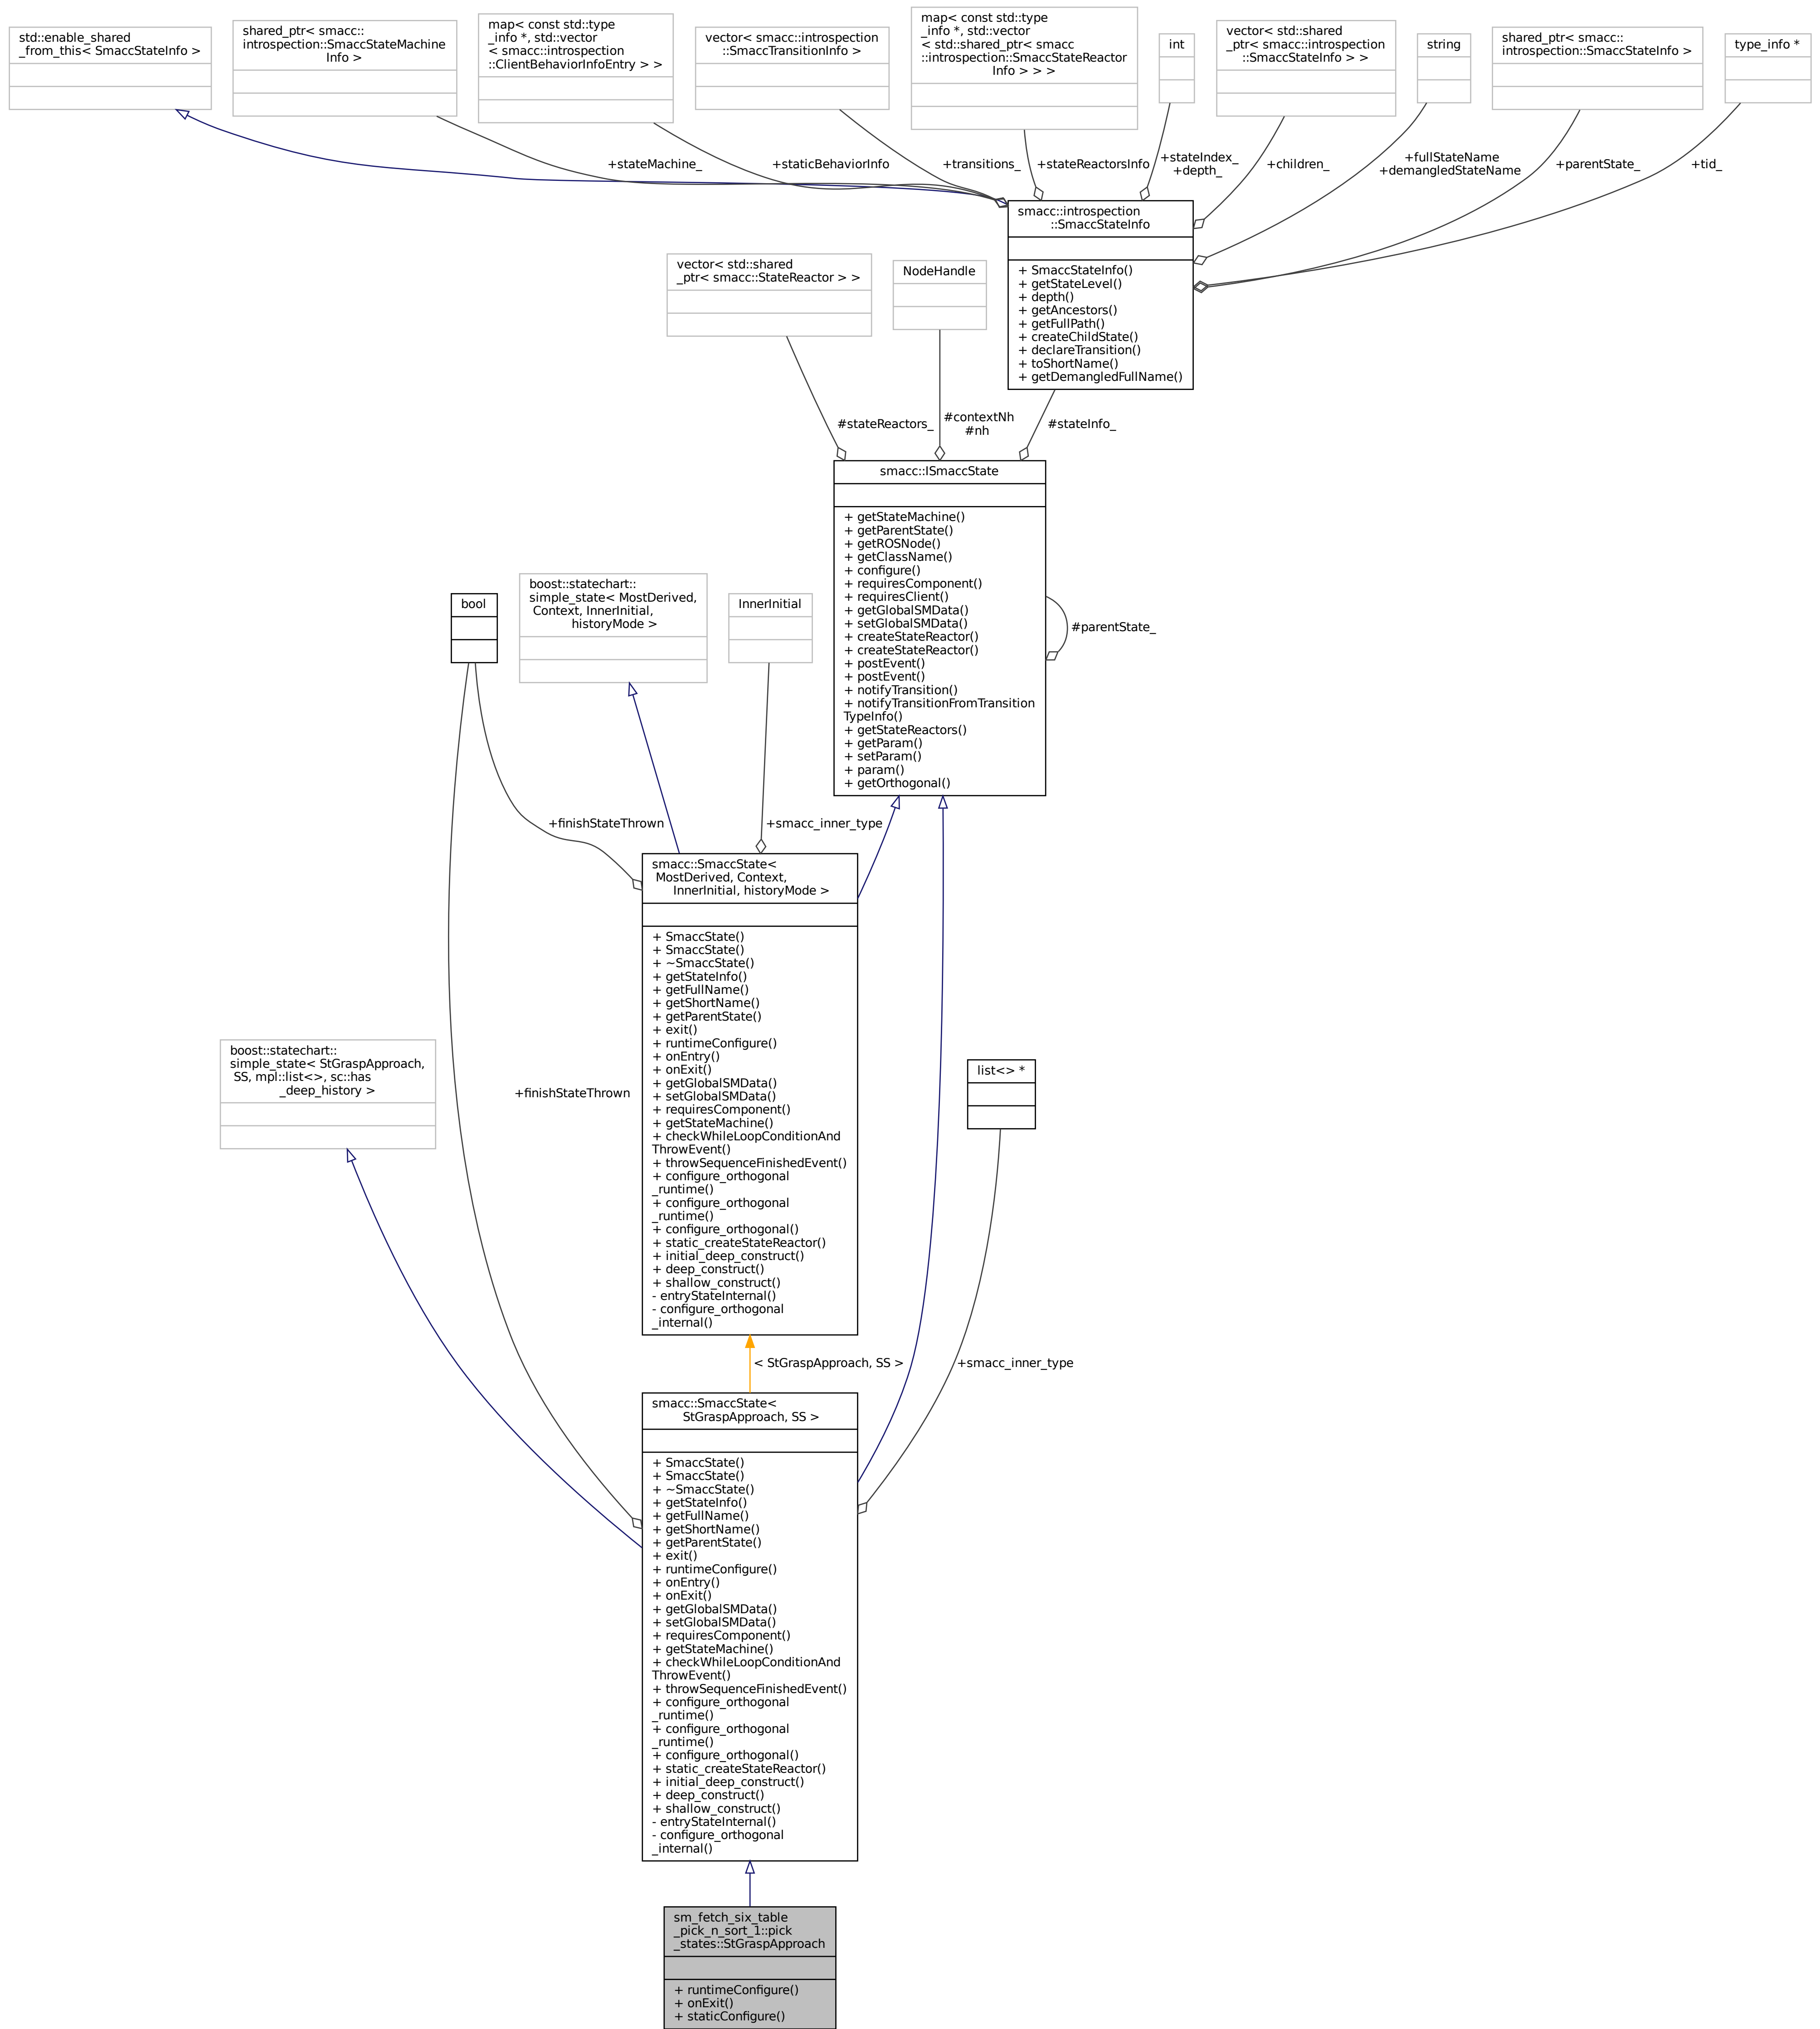 std::enable_shared
_from_this< SmaccStateInfo >
shared_ptr< smacc::
introspection::SmaccStateMachine
Info >
map< const std::type
_info *, std::vector
< smacc::introspection
::ClientBehaviorInfoEntry > >
vector< smacc::introspection
::SmaccTransitionInfo >
map< const std::type
_info *, std::vector
< std::shared_ptr< smacc
::introspection::SmaccStateReactor
Info > > >
int
vector< std::shared
_ptr< smacc::introspection
::SmaccStateInfo > >
string
shared_ptr< smacc::
introspection::SmaccStateInfo >
type_info *
+stateMachine_
+staticBehaviorInfo
+transitions_
+stateReactorsInfo
+stateIndex_
+depth_
+children_
+fullStateName
+demangledStateName
+parentState_
+tid_
smacc::introspection
::SmaccStateInfo
+ SmaccStateInfo()
+ getStateLevel()
+ depth()
+ getAncestors()
+ getFullPath()
+ createChildState()
+ declareTransition()
+ toShortName()
+ getDemangledFullName()
vector< std::shared
_ptr< smacc::StateReactor > >
NodeHandle
#stateReactors_
#contextNh
#nh
#stateInfo_
smacc::ISmaccState
+ getStateMachine()
+ getParentState()
+ getROSNode()
+ getClassName()
+ configure()
+ requiresComponent()
+ requiresClient()
+ getGlobalSMData()
+ setGlobalSMData()
+ createStateReactor()
+ createStateReactor()
+ postEvent()
+ postEvent()
+ notifyTransition()
+ notifyTransitionFromTransition
TypeInfo()
+ getStateReactors()
+ getParam()
+ setParam()
+ param()
+ getOrthogonal()
#parentState_
bool
boost::statechart::
simple_state< MostDerived,
Context, InnerInitial,
historyMode >
InnerInitial
+finishStateThrown
+smacc_inner_type
smacc::SmaccState<
MostDerived, Context,
InnerInitial, historyMode >
+ SmaccState()
+ SmaccState()
+ ~SmaccState()
+ getStateInfo()
+ getFullName()
+ getShortName()
+ getParentState()
+ exit()
+ runtimeConfigure()
+ onEntry()
+ onExit()
+ getGlobalSMData()
+ setGlobalSMData()
+ requiresComponent()
+ getStateMachine()
+ checkWhileLoopConditionAnd
ThrowEvent()
+ throwSequenceFinishedEvent()
+ configure_orthogonal
_runtime()
+ configure_orthogonal
_runtime()
+ configure_orthogonal()
+ static_createStateReactor()
+ initial_deep_construct()
+ deep_construct()
+ shallow_construct()
- entryStateInternal()
- configure_orthogonal
_internal()
boost::statechart::
simple_state< StGraspApproach,
SS, mpl::list<>, sc::has
_deep_history >
+finishStateThrown
list<> *
< StGraspApproach, SS >
+smacc_inner_type
smacc::SmaccState<
StGraspApproach, SS >
+ SmaccState()
+ SmaccState()
+ ~SmaccState()
+ getStateInfo()
+ getFullName()
+ getShortName()
+ getParentState()
+ exit()
+ runtimeConfigure()
+ onEntry()
+ onExit()
+ getGlobalSMData()
+ setGlobalSMData()
+ requiresComponent()
+ getStateMachine()
+ checkWhileLoopConditionAnd
ThrowEvent()
+ throwSequenceFinishedEvent()
+ configure_orthogonal
_runtime()
+ configure_orthogonal
_runtime()
+ configure_orthogonal()
+ static_createStateReactor()
+ initial_deep_construct()
+ deep_construct()
+ shallow_construct()
- entryStateInternal()
- configure_orthogonal
_internal()
sm_fetch_six_table
_pick_n_sort_1::pick
_states::StGraspApproach
+ runtimeConfigure()
+ onExit()
+ staticConfigure()